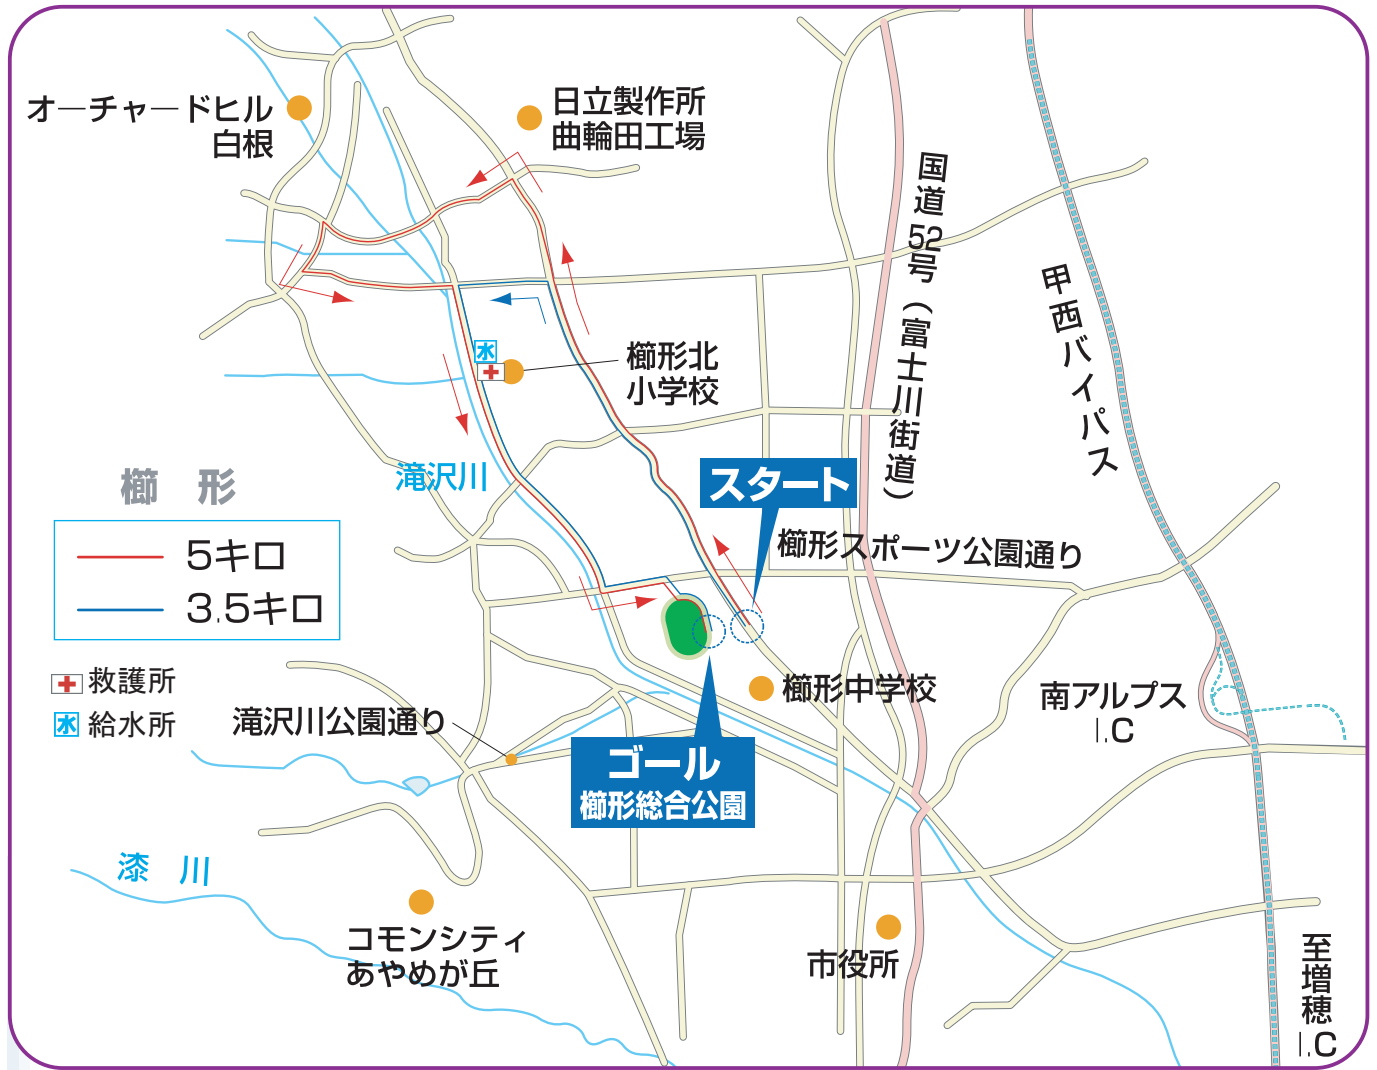 オーチャードヒル
白根
日立製作所
曲輪田工場
国道52号(富士川街道)
甲西バイパス
水
櫛形北
小学校
滝沢川
スタート
櫛形スポーツ公園通り
櫛 形
5キロ
3.5キロ
救護所
水
給水所
滝沢川公園通り
櫛形中学校
南アルプス
I.C
ゴール
櫛形総合公園
漆 川
コモンシティ
あやめが丘
市役所
至増穂
I.C